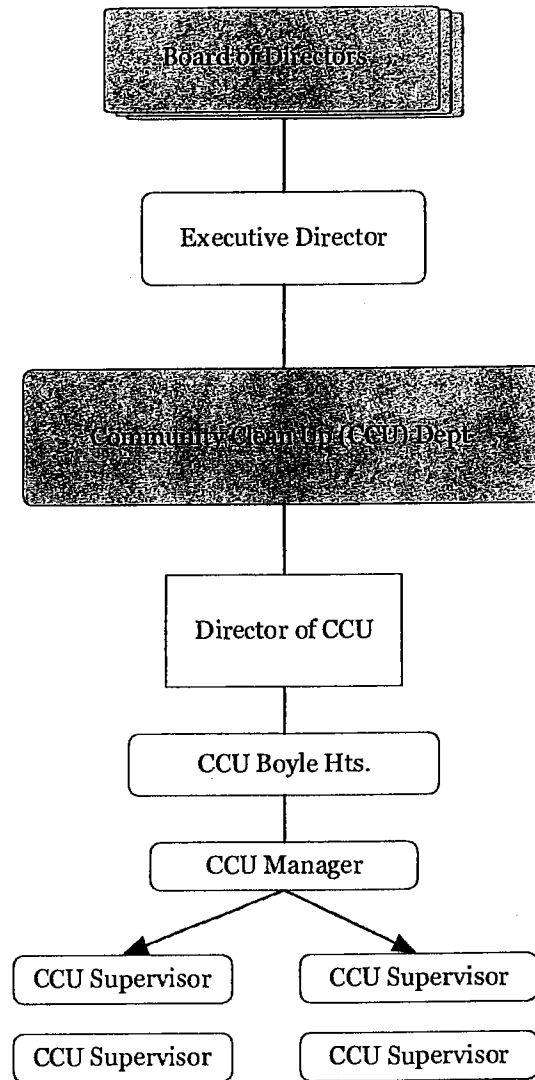 Board of Directors
Executive Director
Community Clean Up (CCU) Dept
Director of CCU
CCU Boyle Hts.
CCU Manager
CCU Supervisor
CCU Supervisor
CCU Supervisor
CCU Supervisor